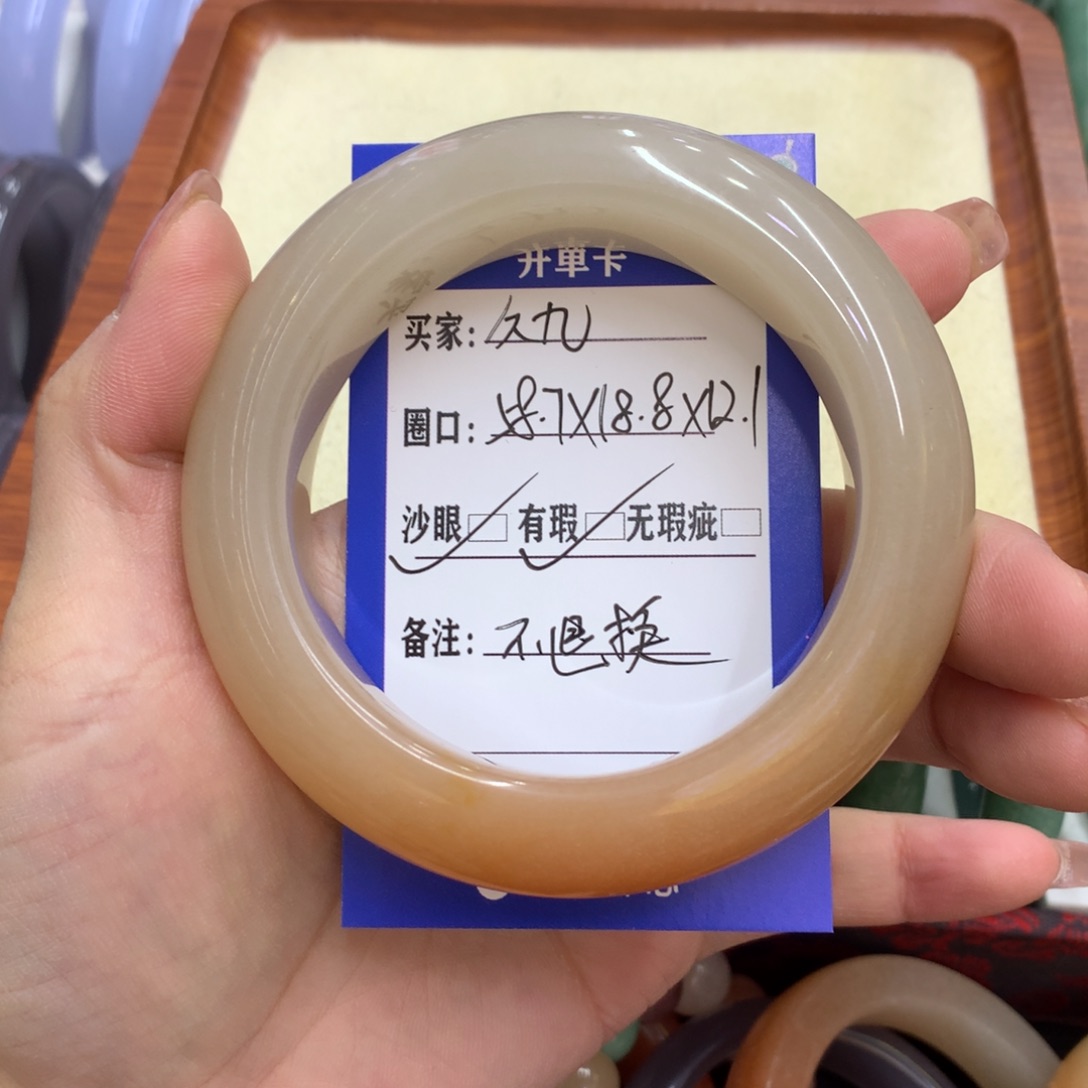 开單卡
买家: 久九
圈口: 58.7X18.8X12.1
沙眼 有瑕 无瑕疵
备注: 不退换